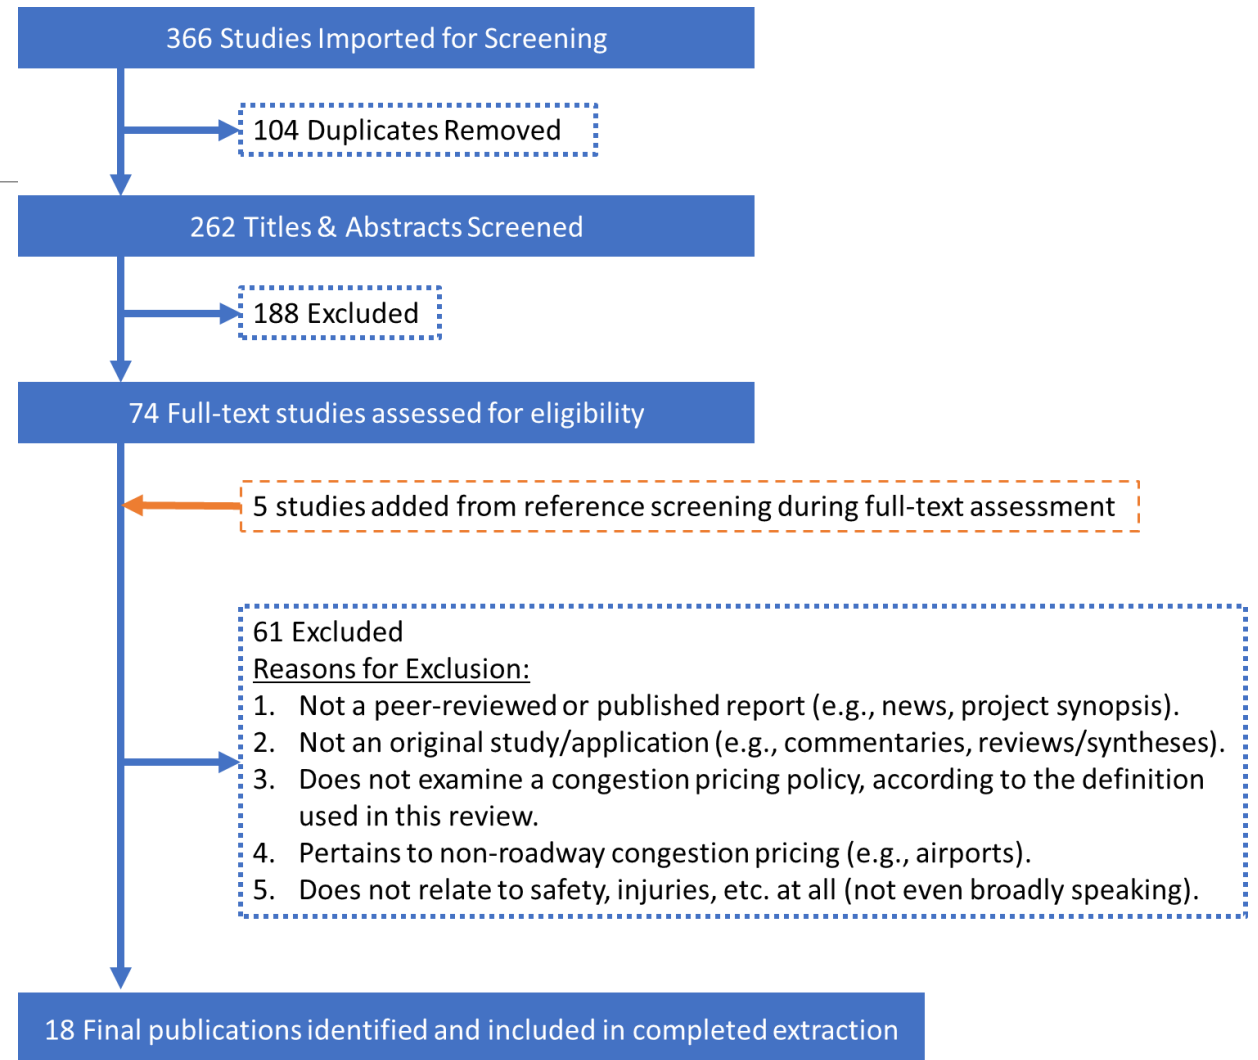 366 Studies Imported for Screening
104 Duplicates Removed
262 Titles & Abstracts Screened
188 Excluded
74 Full-text studies assessed for eligibility
5 studies added from reference screening during full-text assessment
61 Excluded
Reasons for Exclusion:
1. Not a peer-reviewed or published report (e.g., news, project synopsis).
2. Not an original study/application (e.g., commentaries, reviews/syntheses).
3. Does not examine a congestion pricing policy, according to the definition
used in this review.
4. Pertains to non-roadway congestion pricing (e.g., airports).
5. Does not relate to safety, injuries, etc. at all (not even broadly speaking).
18 Final publications identified and included in completed extraction